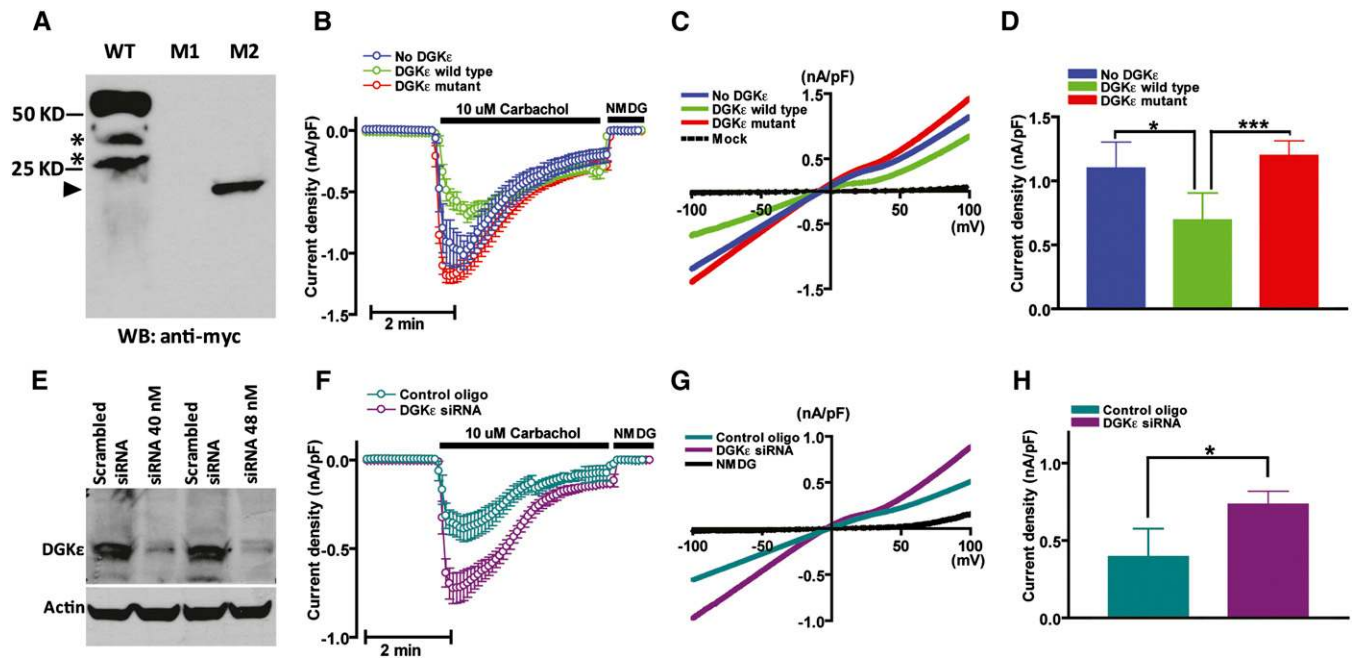 A
WT M1 M2
50 KD
*
*
25 KD
WB: anti-myc
B
No DGKε
DGKε wild type
DGKε mutant
10 uM Carbachol
NMDG
Current density (nA/pF)
0.0
-0.5
-1.0
-1.5
2 min
C
(nA/pF)
No DGKε
DGKε wild type
DGKε mutant
Mock
1.5
0.5
-100 -50 50 100
(mV)
-0.5
-1.5
D
No DGKε
DGKε wild type
DGKε mutant
Current density (nA/pF)
1.5
1.0
0.5
0.0
* ***
E
Scrambled siRNA
siRNA 40 nM
Scrambled siRNA
siRNA 48 nM
DGKε
Actin
F
Control oligo
DGKε siRNA
10 uM Carbachol
NMDG
Current density (nA/pF)
0.0
-0.5
-1.0
2 min
G
(nA/pF)
Control oligo
DGKε siRNA
NMDG
1.0
0.5
-100 -50 50 100
(mV)
-0.5
-1.0
H
Control oligo
DGKε siRNA
Current density (nA/pF)
1.0
0.5
0.0
*